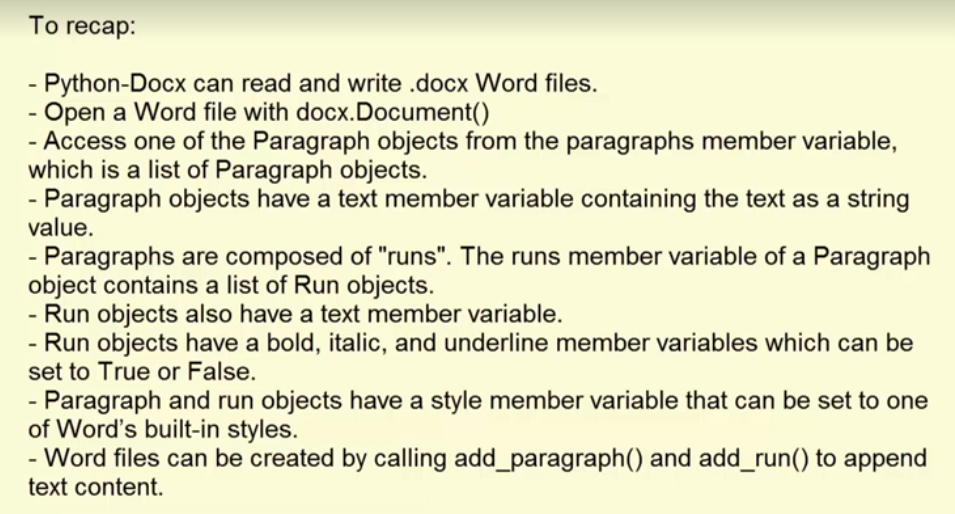 To recap:
- Python-Docx can read and write .docx Word files.
- Open a Word file with docx.Document()
- Access one of the Paragraph objects from the paragraphs member variable,
which is a list of Paragraph objects.
- Paragraph objects have a text member variable containing the text as a string
value.
- Paragraphs are composed of "runs". The runs member variable of a Paragraph
object contains a list of Run objects.
- Run objects also have a text member variable.
- Run objects have a bold, italic, and underline member variables which can be
set to True or False.
- Paragraph and run objects have a style member variable that can be set to one
of Word's built-in styles.
- Word files can be created by calling add_paragraph() and add_run() to append
text content.